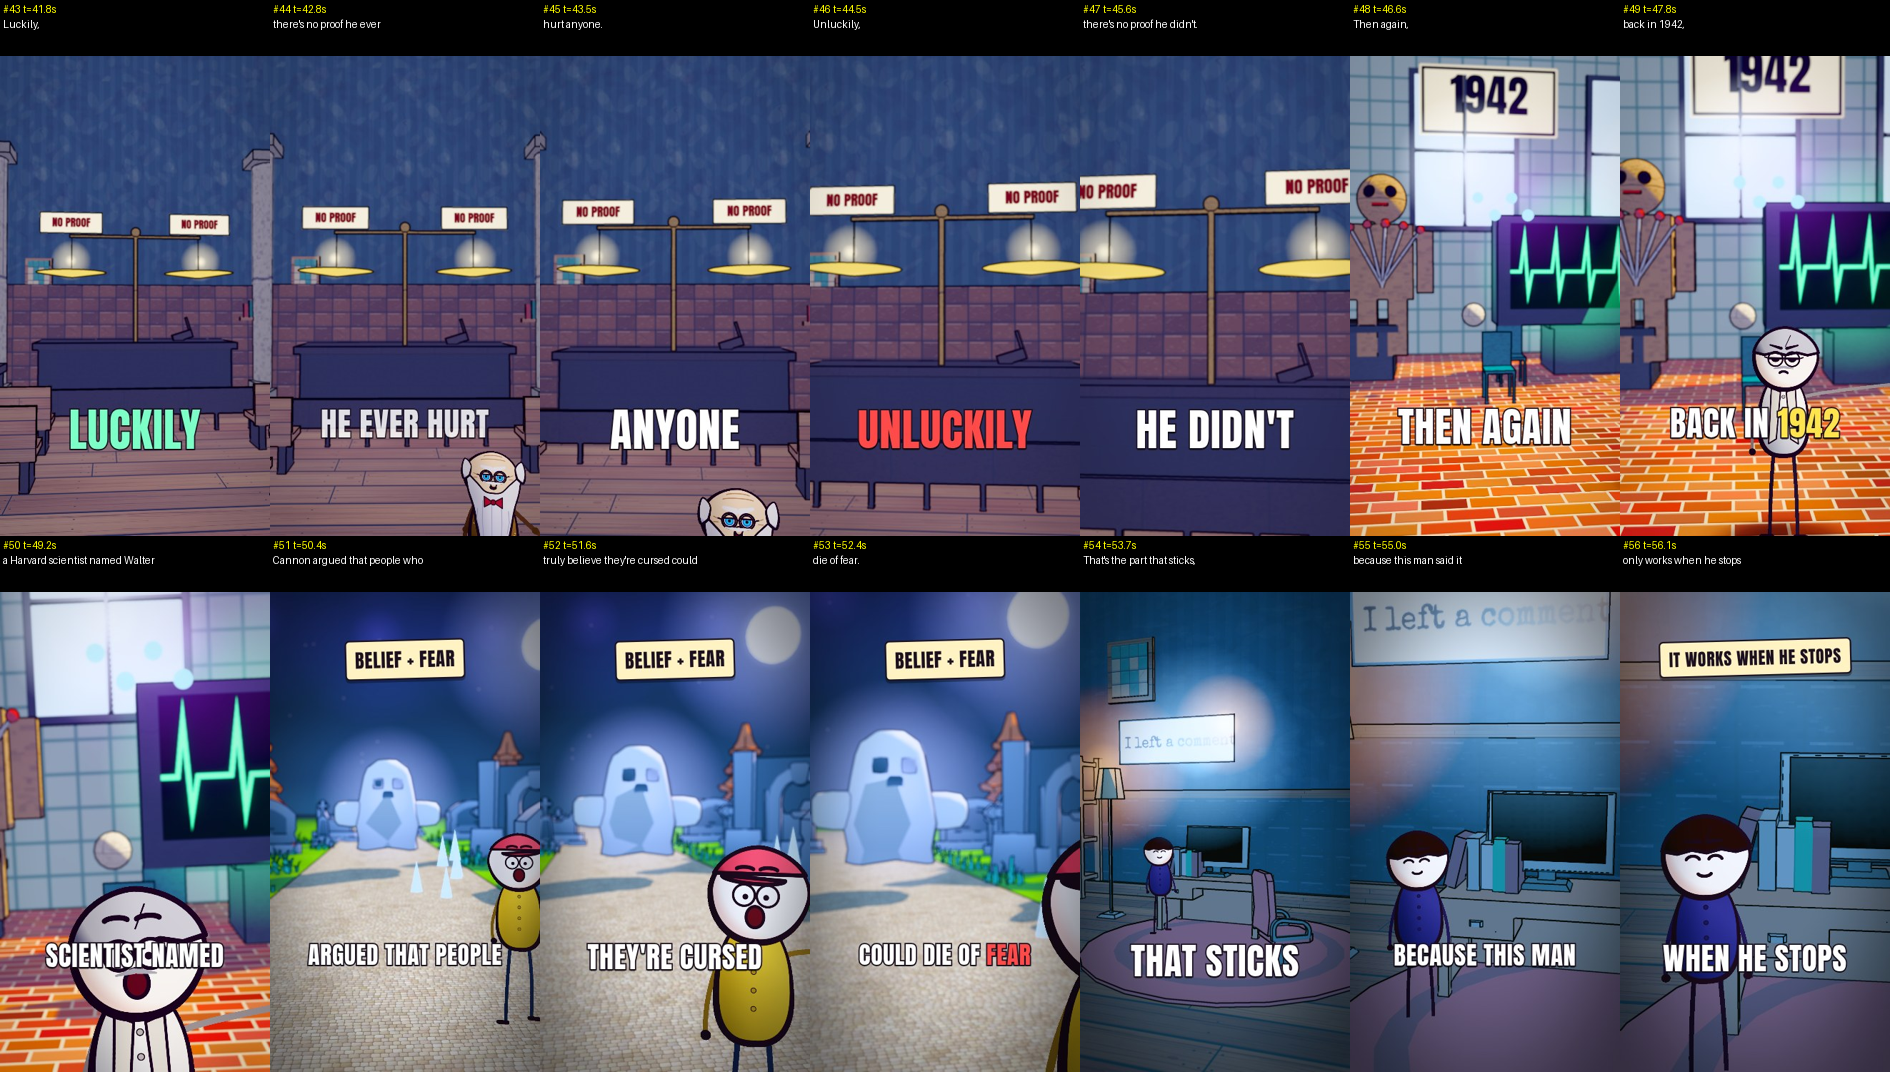 #43 t=41.8s
Luckily,
#44 t=42.8s
there's no proof he ever
#45 t=43.5s
hurt anyone.
#46 t=44.5s
Unluckily,
#47 t=45.6s
there's no proof he didn't.
#48 t=46.6s
Then again,
#49 t=47.8s
back in 1942,
NO PROOF
NO PROOF
LUCKILY
NO PROOF
NO PROOF
HE EVER HURT
NO PROOF
NO PROOF
ANYONE
NO PROOF
NO PROOF
UNLUCKILY
NO PROOF
NO PROOF
HE DIDN'T
1942
THEN AGAIN
1942
BACK IN 1942
#50 t=49.2s
a Harvard scientist named Walter
#51 t=50.4s
Cannon argued that people who
#52 t=51.6s
truly believe they're cursed could
#53 t=52.4s
die of fear.
#54 t=53.7s
That's the part that sticks,
#55 t=55.0s
because this man said it
#56 t=56.1s
only works when he stops
SCIENTIST NAMED
BELIEF + FEAR
ARGUED THAT PEOPLE
BELIEF + FEAR
THEY'RE CURSED
BELIEF + FEAR
COULD DIE OF FEAR
I left a comment
THAT STICKS
I left a comment
BECAUSE THIS MAN
IT WORKS WHEN HE STOPS
WHEN HE STOPS